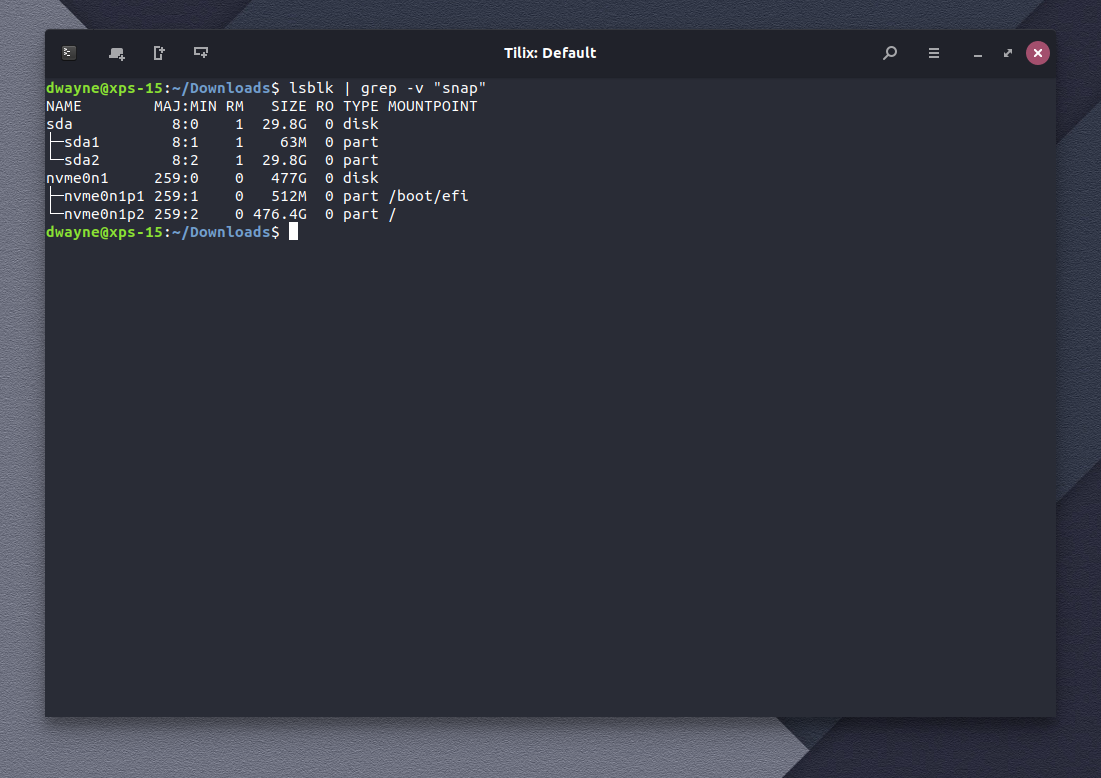 Tilix: Default
dwayne@xps-15:~/Downloads$ lsblk | grep -v "snap"
NAME        MAJ:MIN RM   SIZE RO TYPE MOUNTPOINT
sda           8:0    1  29.8G  0 disk
├─sda1        8:1    1    63M  0 part
└─sda2        8:2    1  29.8G  0 part
nvme0n1     259:0    0   477G  0 disk
├─nvme0n1p1 259:1    0   512M  0 part /boot/efi
└─nvme0n1p2 259:2    0 476.4G  0 part /
dwayne@xps-15:~/Downloads$